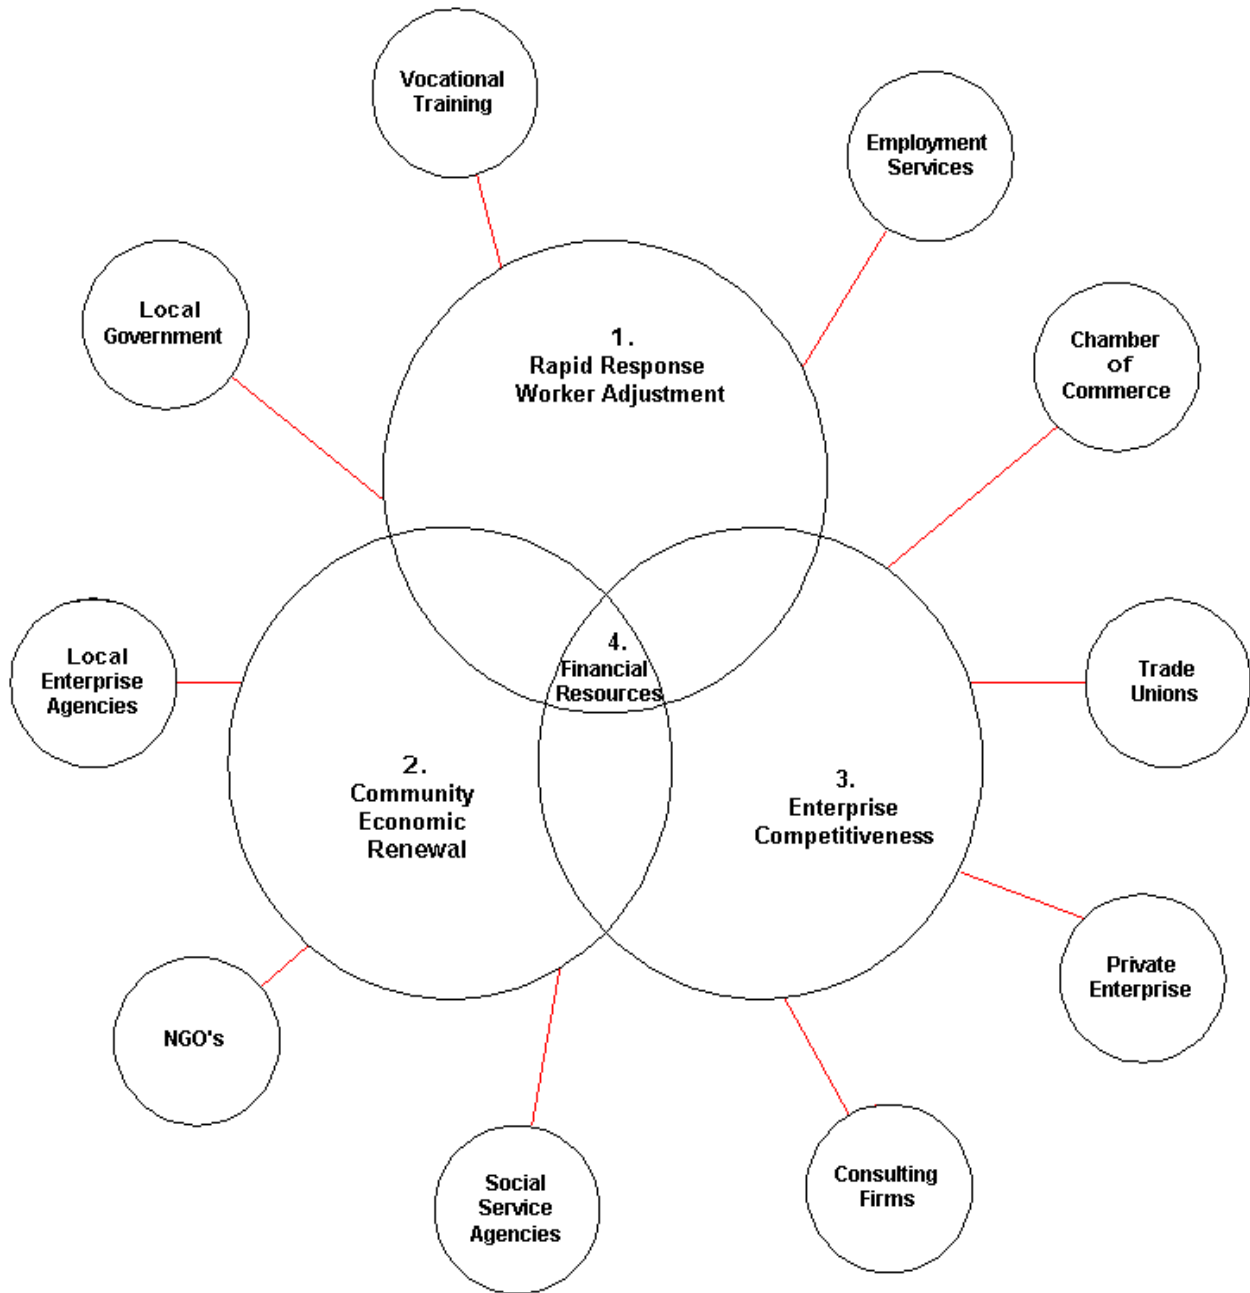 Vocational
Training
Employment
Services
Local
Government
1.
Rapid Response
Worker Adjustment
Chamber
of
Commerce
Local
Enterprise
Agencies
4.
Financial
Resources
Trade
Unions
2.
Community
Economic
Renewal
3.
Enterprise
Competitiveness
NGO's
Private
Enterprise
Social
Service
Agencies
Consulting
Firms